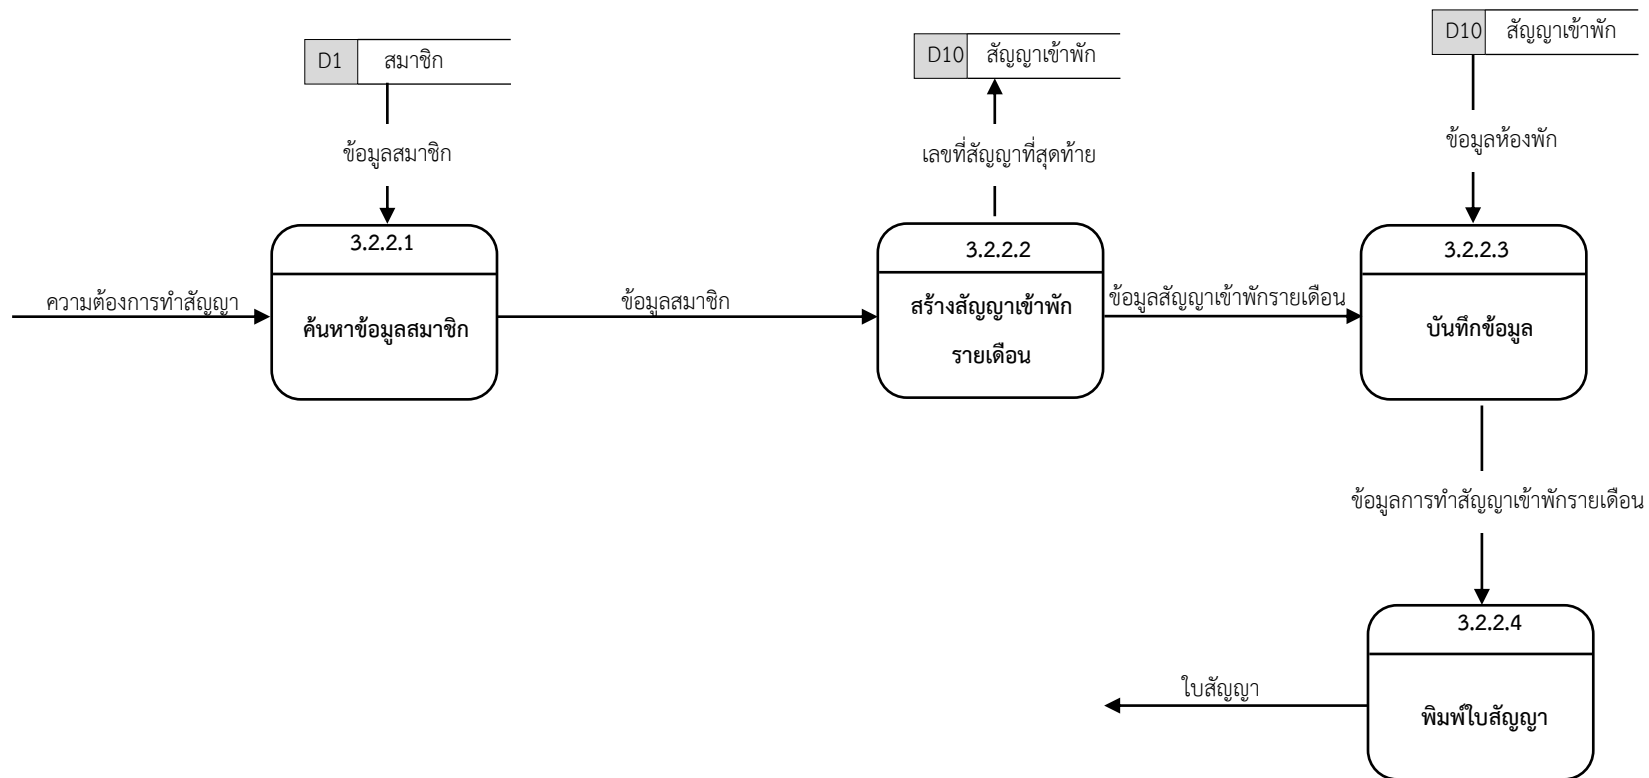 D1 สมาชิก
D10 สัญญาเข้าพัก
D10 สัญญาเข้าพัก
ข้อมูลสมาชิก
เลขที่สัญญาที่สุดท้าย
ข้อมูลห้องพัก
3.2.2.1
3.2.2.2
3.2.2.3
ความต้องการทำสัญญา
ค้นหาข้อมูลสมาชิก
ข้อมูลสมาชิก
สร้างสัญญาเข้าพัก
รายเดือน
ข้อมูลสัญญาเข้าพักรายเดือน
บันทึกข้อมูล
ข้อมูลการทำสัญญาเข้าพักรายเดือน
3.2.2.4
ใบสัญญา
พิมพ์ใบสัญญา